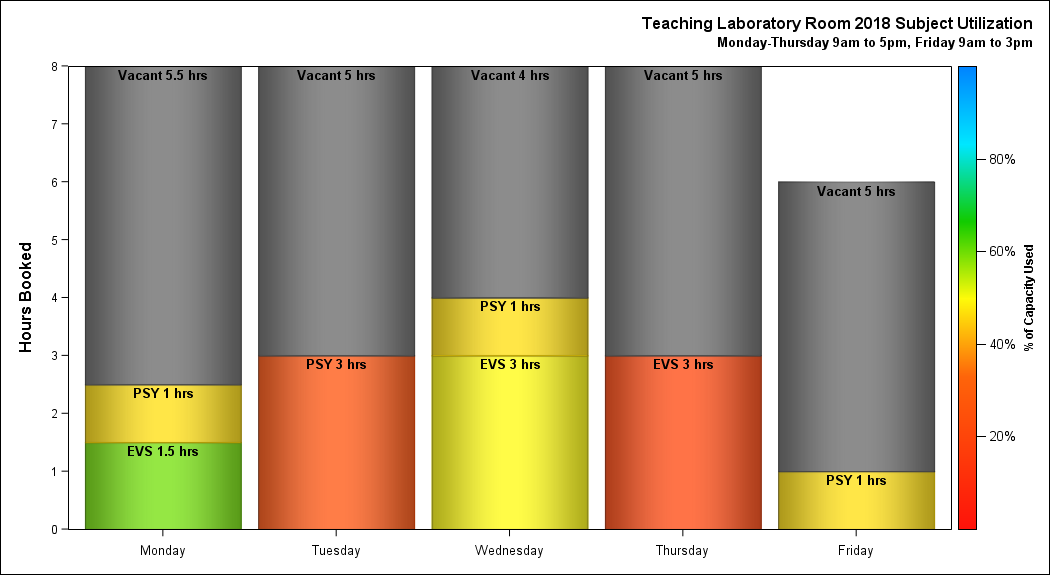 Teaching Laboratory Room 2018 Subject Utilization
Monday-Thursday 9am to 5pm, Friday 9am to 3pm
Hours Booked
8
7
6
5
4
3
2
1
0
Vacant 5.5 hrs
PSY 1 hrs
EVS 1.5 hrs
Vacant 5 hrs
PSY 3 hrs
Vacant 4 hrs
PSY 1 hrs
EVS 3 hrs
Vacant 5 hrs
EVS 3 hrs
Vacant 5 hrs
PSY 1 hrs
Monday
Tuesday
Wednesday
Thursday
Friday
80%
60%
40%
20%
% of Capacity Used